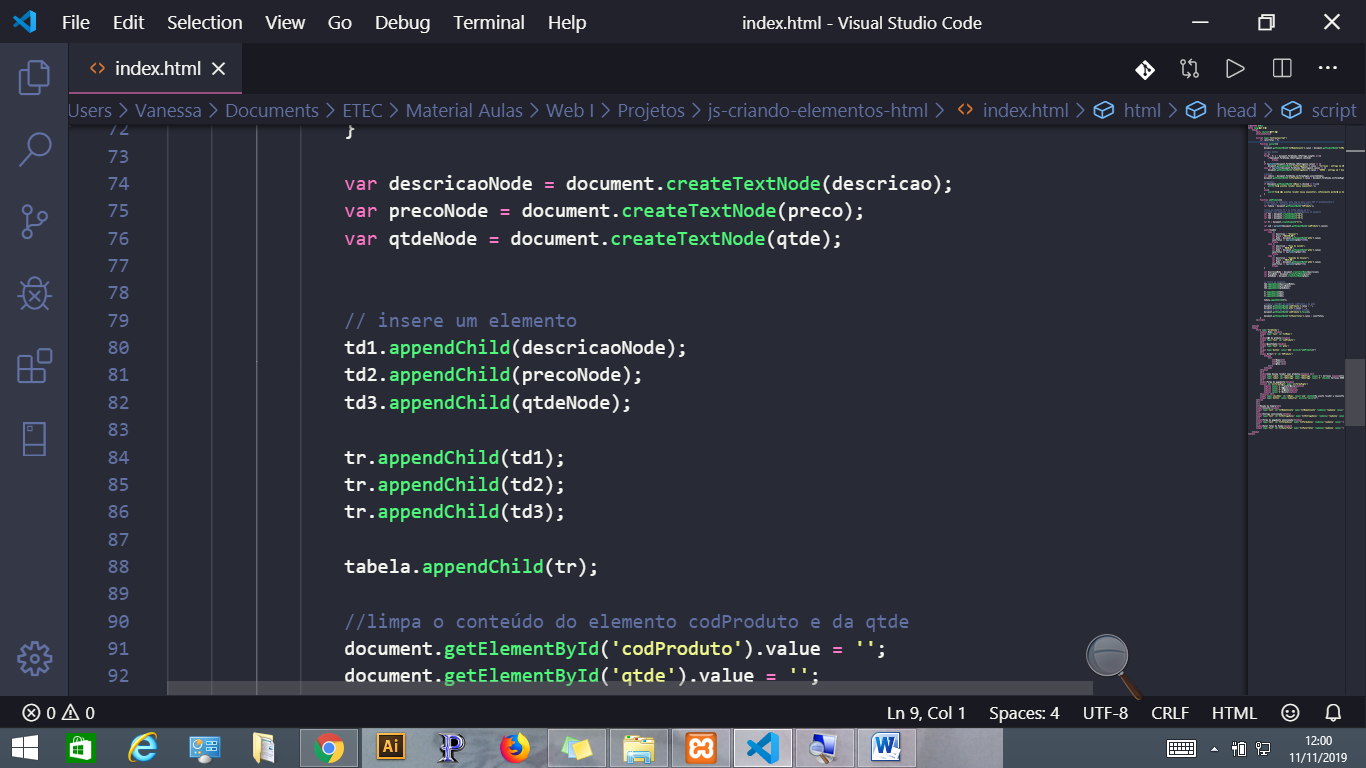 File Edit Selection View Go Debug Terminal Help index.html - Visual Studio Code
index.html
Users > Vanessa > Documents > ETEC > Material Aulas > Web I > Projetos > js-criando-elementos-html > index.html > html > head > script
72 }
73
74 var descricaoNode = document.createTextNode(descricao);
75 var precoNode = document.createTextNode(preco);
76 var qtdeNode = document.createTextNode(qtde);
77
78
79 // insere um elemento
80 td1.appendChild(descricaoNode);
81 td2.appendChild(precoNode);
82 td3.appendChild(qtdeNode);
83
84 tr.appendChild(td1);
85 tr.appendChild(td2);
86 tr.appendChild(td3);
87
88 tabela.appendChild(tr);
89
90 //limpa o conteúdo do elemento codProduto e da qtde
91 document.getElementById('codProduto').value = '';
92 document.getElementById('qtde').value = '';
0 0 Ln 9, Col 1 Spaces: 4 UTF-8 CRLF HTML
Ai
12:00
11/11/2019